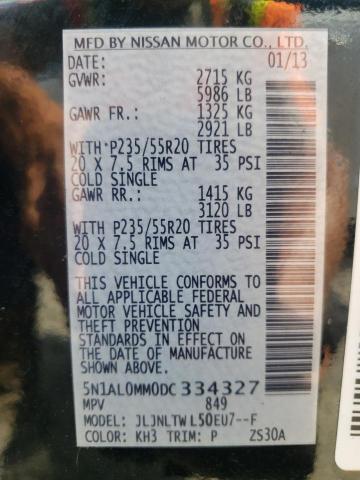 MFD BY NISSAN MOTOR CO., LTD.
DATE: 01/13
GVWR: 2715 KG
5986 LB
GAWR FR.: 1325 KG
2921 LB
WITH P235/55R20 TIRES
20 X 7.5 RIMS AT 35 PSI
COLD SINGLE
GAWR RR.: 1415 KG
3120 LB
WITH P235/55R20 TIRES
20 X 7.5 RIMS AT 35 PSI
COLD SINGLE
THIS VEHICLE CONFORMS TO
ALL APPLICABLE FEDERAL
MOTOR VEHICLE SAFETY AND
THEFT PREVENTION
STANDARDS IN EFFECT ON
THE DATE OF MANUFACTURE
SHOWN ABOVE.
5N1AL0MM0DC334327
MPV 849
MODEL: JLJNLTWL50EU7--F
COLOR: KH3 TRIM: P ZS30A